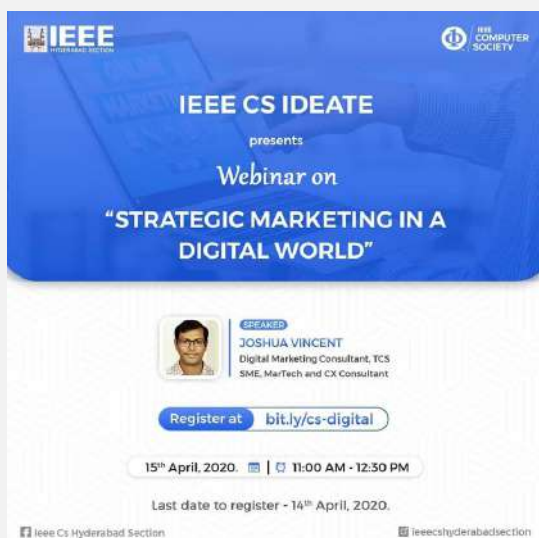 IEEE
HYDERABAD SECTION
IEEE
COMPUTER
SOCIETY
IEEE CS IDEATE
presents
Webinar on
“STRATEGIC MARKETING IN A
DIGITAL WORLD”
SPEAKER
JOSHUA VINCENT
Digital Marketing Consultant, TCS
SME, MarTech and CX Consultant
Register at bit.ly/cs-digital
15th April, 2020. | 11:00 AM - 12:30 PM
Last date to register - 14th April, 2020.
Ieee Cs Hyderabad Section
ieeecshyderabadsection